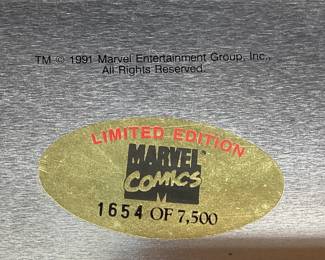 TM © 1991 Marvel Entertainment Group, Inc.,
All Rights Reserved.
LIMITED EDITION
MARVEL
COMICS
M
1654 OF 7,500